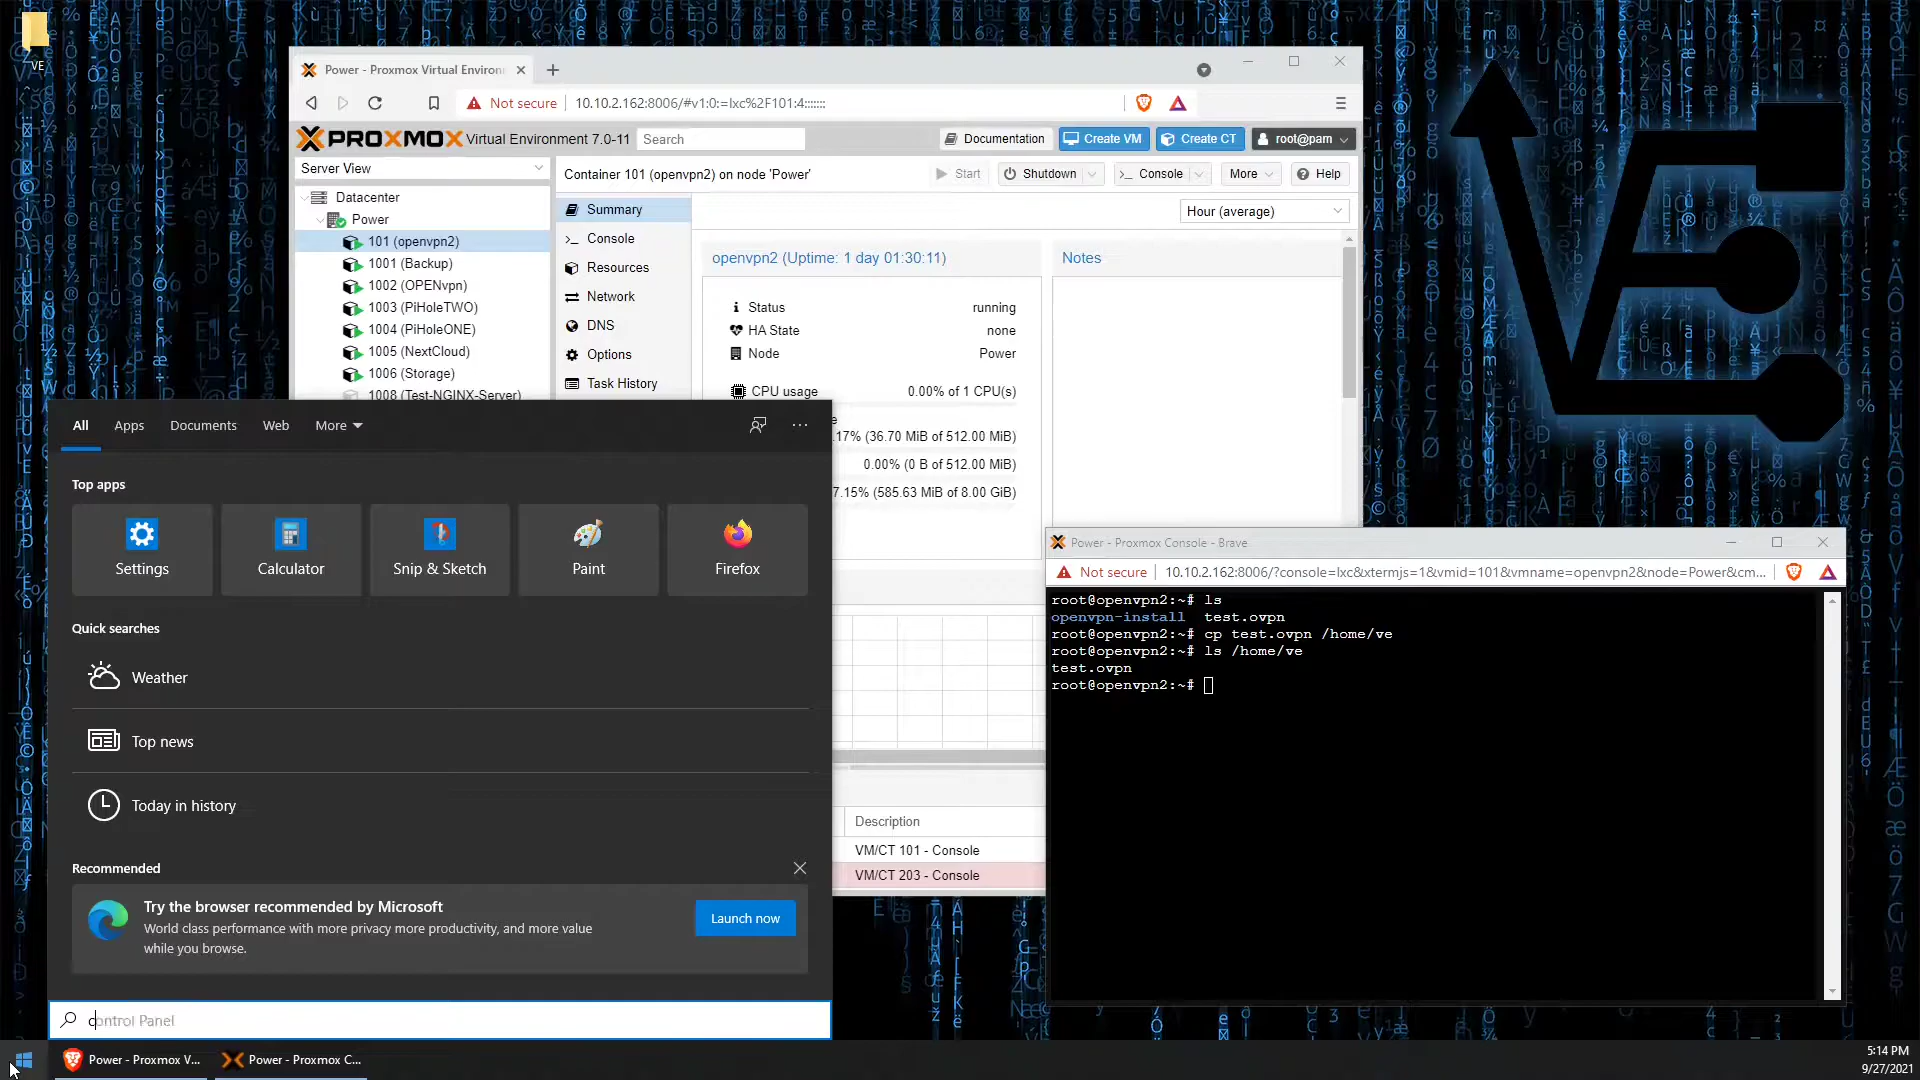 VE
Power - Proxmox Virtual Environ
Not secure
10.10.2.162:8006/#v1:0:=lxc%2F101:4:::::::
PROXMOX Virtual Environment 7.0-11
Search
Documentation
Create VM
Create CT
root@pam
Server View
Container 101 (openvpn2) on node 'Power'
Start
Shutdown
Console
More
Help
Datacenter
Power
101 (openvpn2)
1001 (Backup)
1002 (OPENvpn)
1003 (PiHoleTWO)
1004 (PiHoleONE)
1005 (NextCloud)
1006 (Storage)
1008 (Test-NGINX-Server)
Summary
Console
Resources
Network
DNS
Options
Task History
Hour (average)
openvpn2 (Uptime: 1 day 01:30:11)
Notes
Status running
HA State none
Node Power
CPU usage 0.00% of 1 CPU(s)
e
.17% (36.70 MiB of 512.00 MiB)
0.00% (0 B of 512.00 MiB)
7.15% (585.63 MiB of 8.00 GiB)
Description
VM/CT 101 - Console
VM/CT 203 - Console
All Apps Documents Web More
Top apps
Settings
Calculator
Snip & Sketch
Paint
Firefox
Quick searches
Weather
Top news
Today in history
Recommended
Try the browser recommended by Microsoft
World class performance with more privacy more productivity, and more value
while you browse.
Launch now
control Panel
Power - Proxmox Console - Brave
Not secure
10.10.2.162:8006/?console=lxc&xtermjs=1&vmid=101&vmname=openvpn2&node=Power&cm...
root@openvpn2:~# ls
openvpn-install test.ovpn
root@openvpn2:~# cp test.ovpn /home/ve
root@openvpn2:~# ls /home/ve
test.ovpn
root@openvpn2:~#
Power - Proxmox V...
Power - Proxmox C...
5:14 PM
9/27/2021